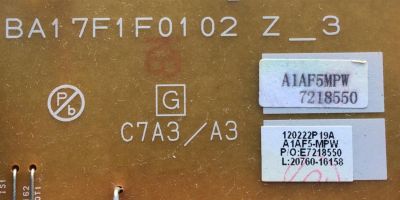 BA17F1F0102 Z_3
Pb
G
C7A3/A3
A1AF5MPW
7218550
120222P19A
A1AF5-MPW
P/O:E7218550
L:20760-16158